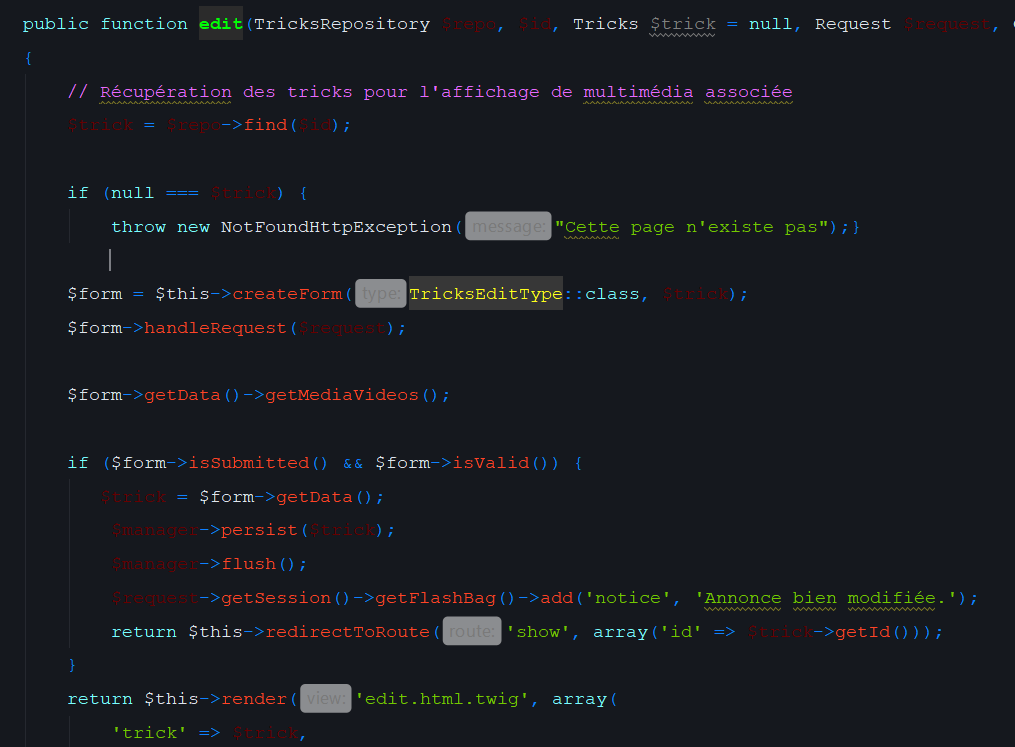 public function edit(TricksRepository $repo, $id, Tricks $trick = null, Request $request,
{
// Récupération des tricks pour l'affichage de multimédia associée
$trick = $repo->find($id);
if (null === $trick) {
throw new NotFoundHttpException( message: "Cette page n'existe pas");}
$form = $this->createForm( type: TricksEditType::class, $trick);
$form->handleRequest($request);
$form->getData()->getMediaVideos();
if ($form->isSubmitted() && $form->isValid()) {
$trick = $form->getData();
$manager->persist($trick);
$manager->flush();
$request->getSession()->getFlashBag()->add('notice', 'Annonce bien modifiée.');
return $this->redirectToRoute( route: 'show', array('id' => $trick->getId()));
}
return $this->render( view: 'edit.html.twig', array(
'trick' => $trick,